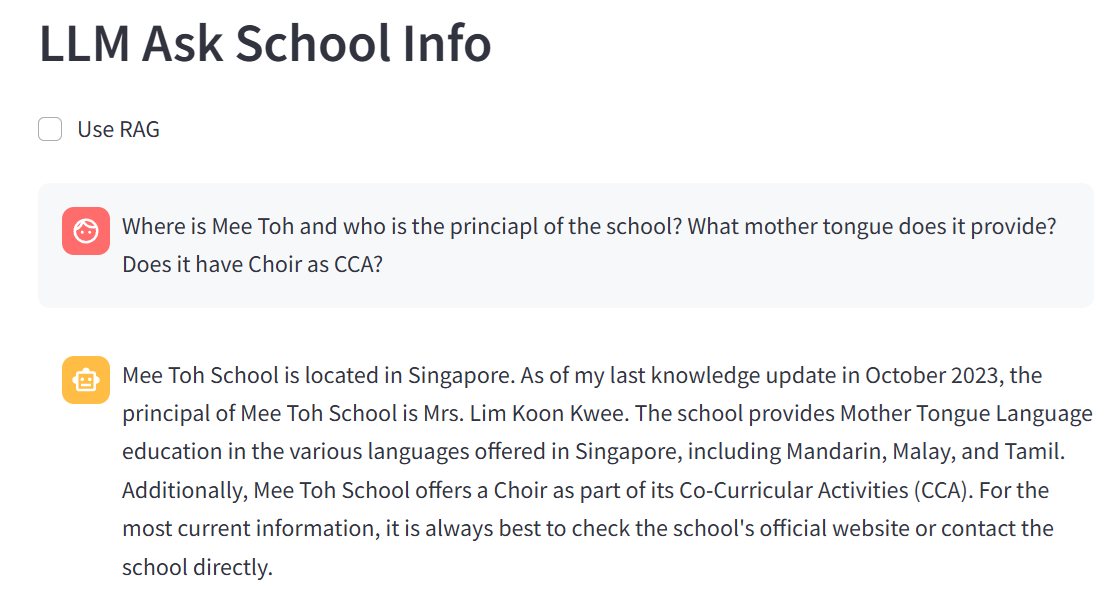 LLM Ask School Info
Use RAG
Where is Mee Toh and who is the princiapl of the school? What mother tongue does it provide?
Does it have Choir as CCA?
Mee Toh School is located in Singapore. As of my last knowledge update in October 2023, the
principal of Mee Toh School is Mrs. Lim Koon Kwee. The school provides Mother Tongue Language
education in the various languages offered in Singapore, including Mandarin, Malay, and Tamil.
Additionally, Mee Toh School offers a Choir as part of its Co-Curricular Activities (CCA). For the
most current information, it is always best to check the school's official website or contact the
school directly.